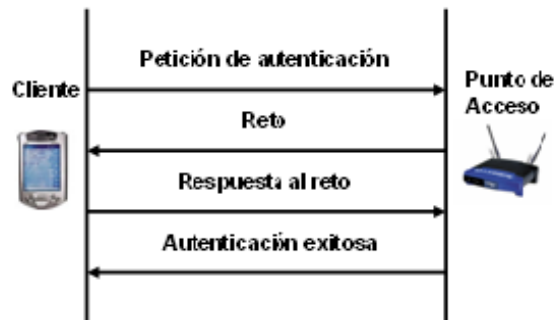 Petición de autenticación
Cliente
Punto de
Acceso
Reto
Respuesta al reto
Autenticación exitosa